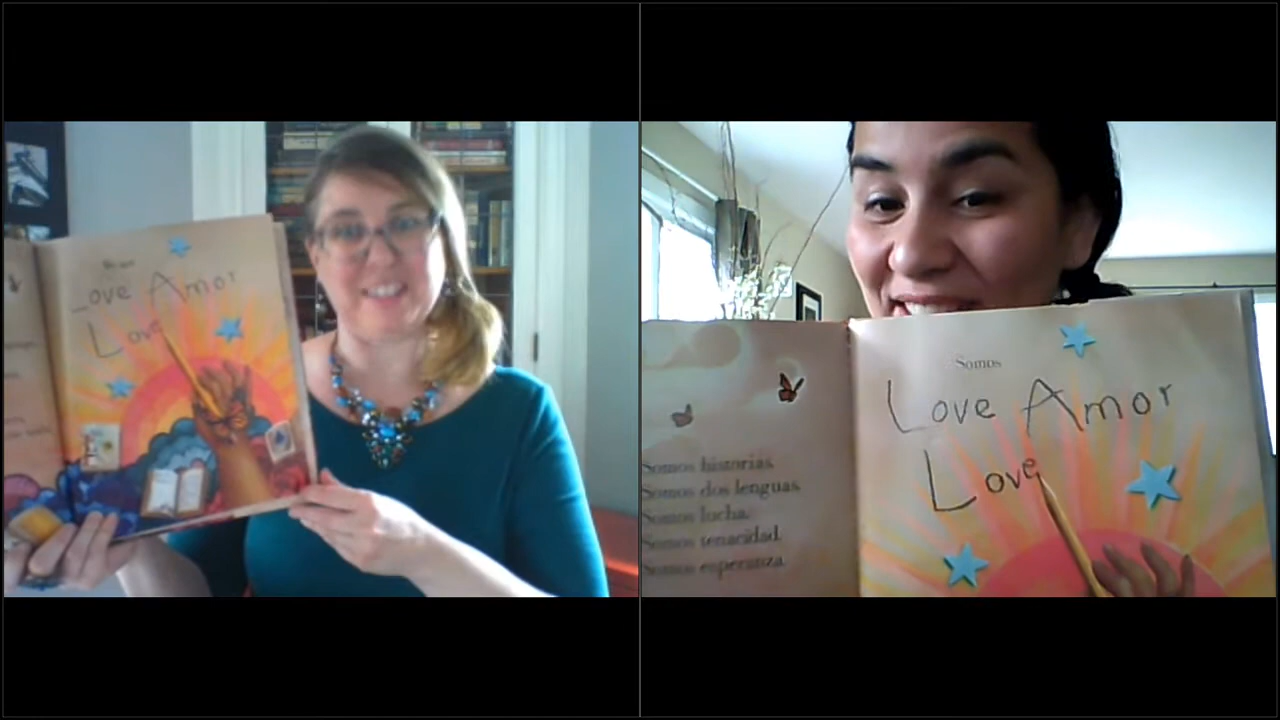 Love Amor
Love
Somos
Love Amor
Love
Somos historias.
Somos dos lenguas.
Somos lucha.
Somos tenacidad.
Somos esperanza.